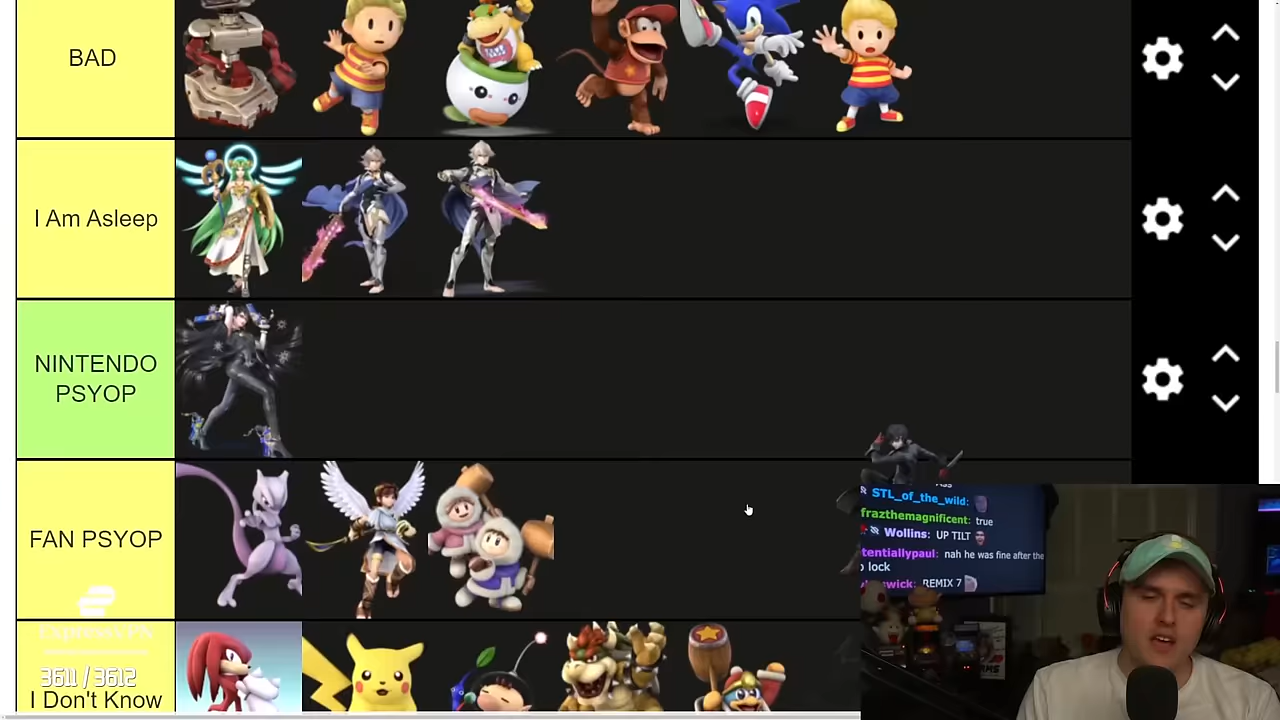 BAD
I Am Asleep
NINTENDO
PSYOP
FAN PSYOP
STL_of_the_wild:
frazthemagnificent: true
Wollins: UP TILT
tentiallypaul: nah he was fine after the
lock
REMIX 7
ExpressVPN
3611 / 3612
I Don't Know